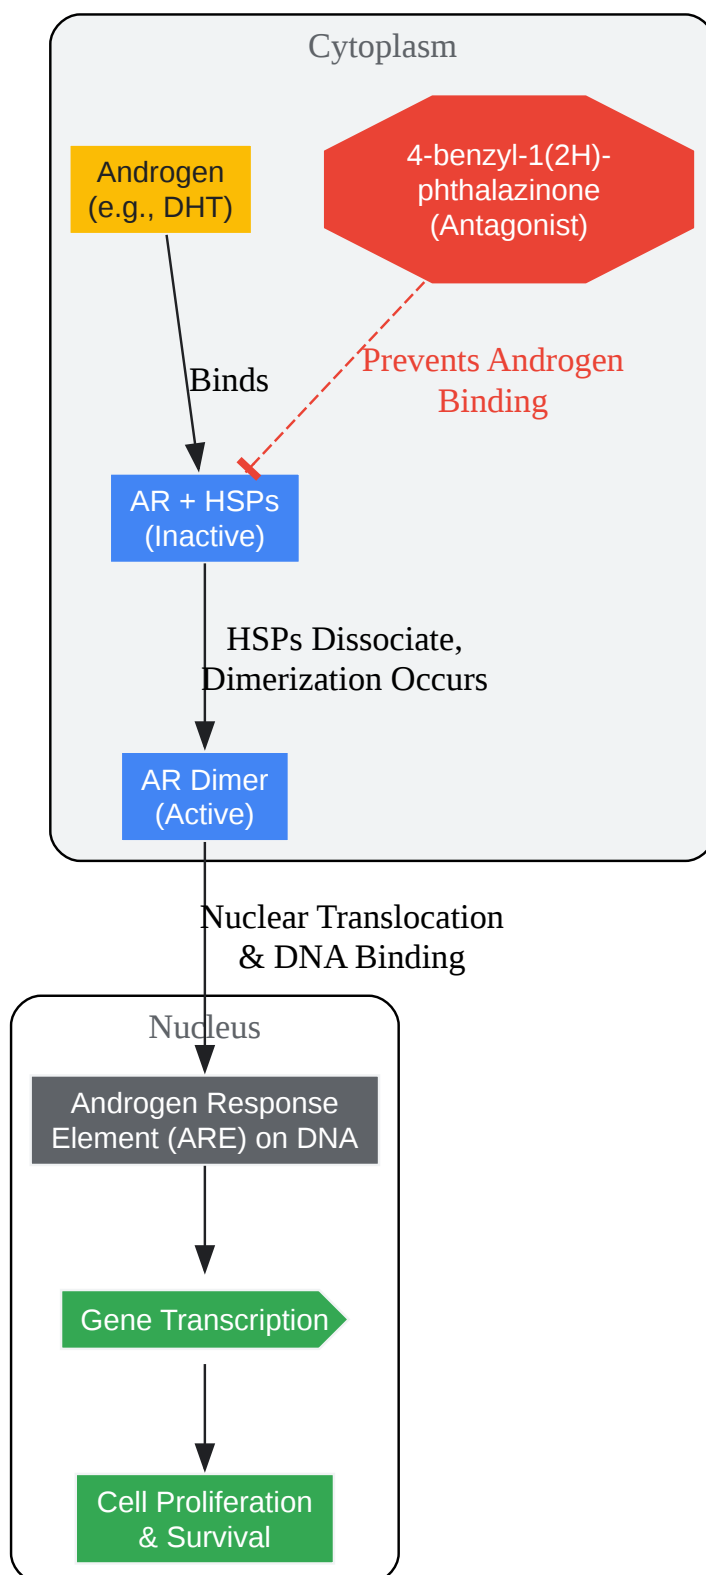 Cytoplasm
Androgen
(e.g., DHT)
4-benzyl-1(2H)-
phthalazinone
(Antagonist)
Binds
Prevents Androgen
Binding
AR + HSPs
(Inactive)
HSPs Dissociate,
Dimerization Occurs
AR Dimer
(Active)
Nuclear Translocation
& DNA Binding
Nucleus
Androgen Response
Element (ARE) on DNA
Gene Transcription
Cell Proliferation
& Survival